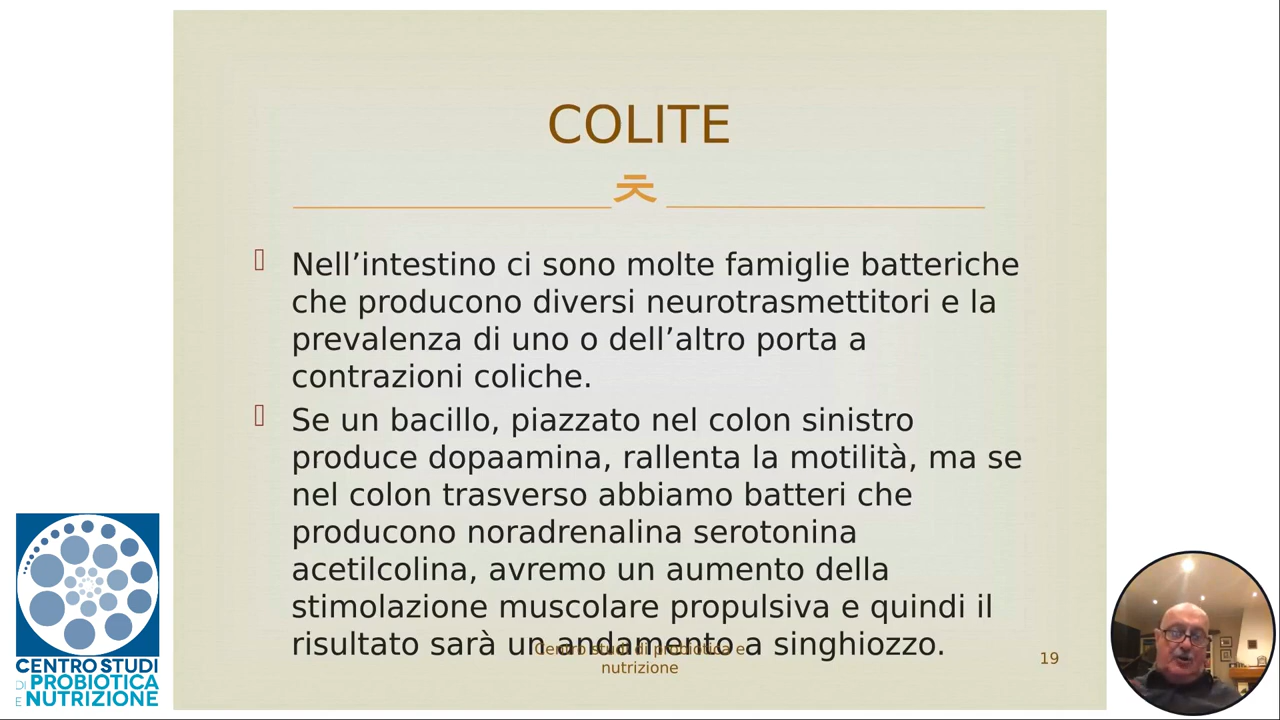 COLITE
Nell’intestino ci sono molte famiglie batteriche
che producono diversi neurotrasmettitori e la
prevalenza di uno o dell’altro porta a
contrazioni coliche.
Se un bacillo, piazzato nel colon sinistro
produce dopaamina, rallenta la motilità, ma se
nel colon trasverso abbiamo batteri che
producono noradrenalina serotonina
acetilcolina, avremo un aumento della
stimolazione muscolare propulsiva e quindi il
risultato sarà un andamento a singhiozzo.
Centro studi di probiotica e
nutrizione
19
CENTRO STUDI
DI PROBIOTICA
E NUTRIZIONE